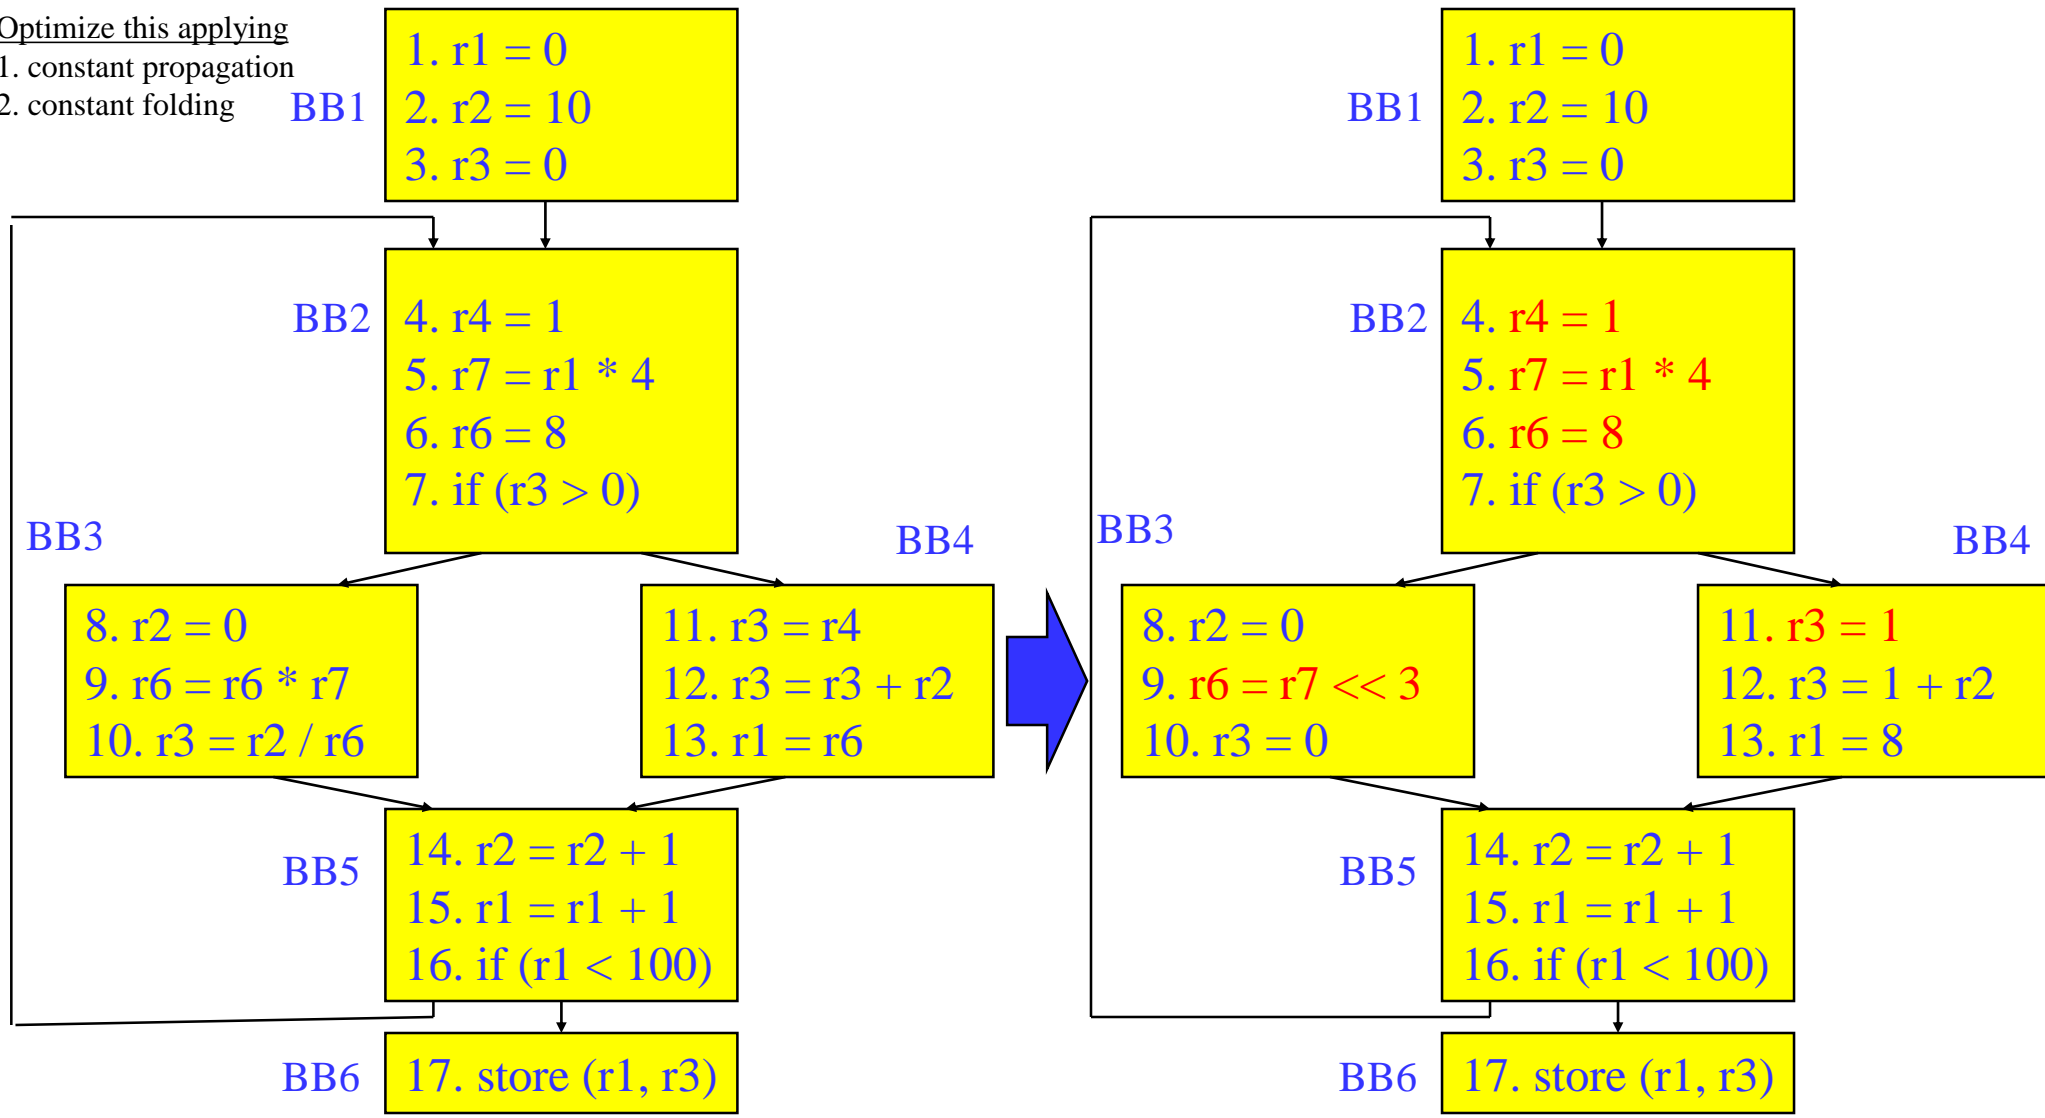 Optimize this applying
1. constant propagation
2. constant folding
BB1
1. r1 = 0
2. r2 = 10
3. r3 = 0
BB2
4. r4 = 1
5. r7 = r1 * 4
6. r6 = 8
7. if (r3 > 0)
BB3
8. r2 = 0
9. r6 = r6 * r7
10. r3 = r2 / r6
BB4
11. r3 = r4
12. r3 = r3 + r2
13. r1 = r6
BB5
14. r2 = r2 + 1
15. r1 = r1 + 1
16. if (r1 < 100)
BB6
17. store (r1, r3)
BB1
1. r1 = 0
2. r2 = 10
3. r3 = 0
BB2
4. r4 = 1
5. r7 = r1 * 4
6. r6 = 8
7. if (r3 > 0)
BB3
8. r2 = 0
9. r6 = r7 << 3
10. r3 = 0
BB4
11. r3 = 1
12. r3 = 1 + r2
13. r1 = 8
BB5
14. r2 = r2 + 1
15. r1 = r1 + 1
16. if (r1 < 100)
BB6
17. store (r1, r3)